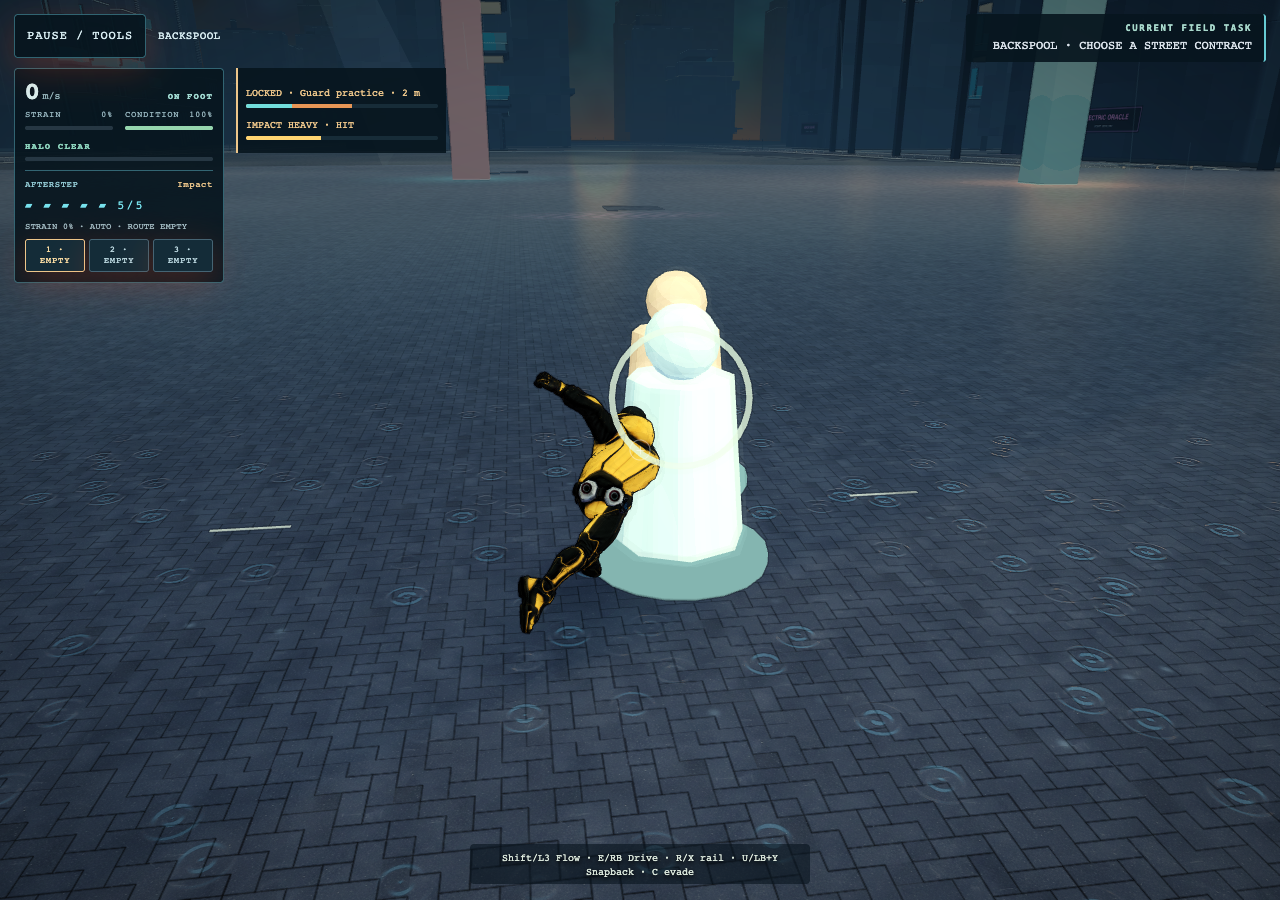 PAUSE / TOOLS
BACKSPOOL
CURRENT FIELD TASK
BACKSPOOL · CHOOSE A STREET CONTRACT
0 m/s
ON FOOT
STRAIN 0%
CONDITION 100%
HALO CLEAR
AFTERSTEP
Impact
5/5
STRAIN 0% · AUTO · ROUTE EMPTY
1 ·
EMPTY
2 ·
EMPTY
3 ·
EMPTY
LOCKED · Guard practice · 2 m
IMPACT HEAVY · HIT
ECTRIC ORACLE
Shift/L3 Flow · E/RB Drive · R/X rail · U/LB+Y
Snapback · C evade